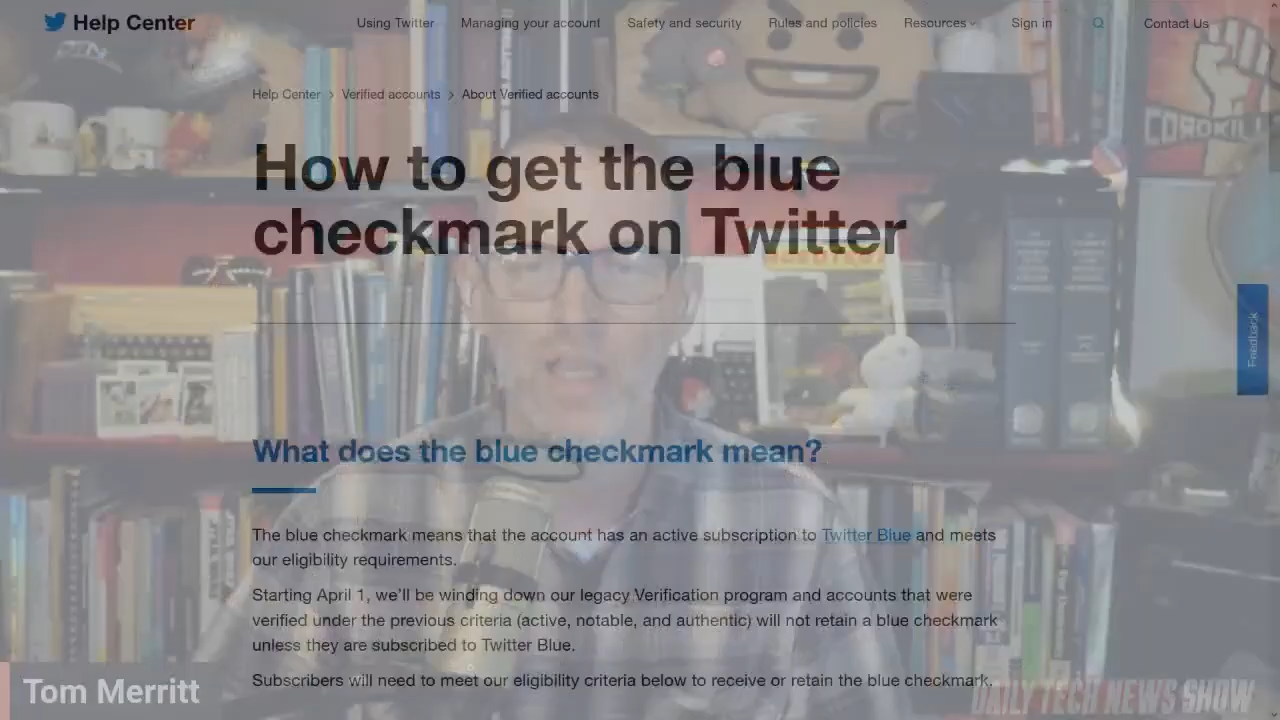 Help Center
Using Twitter
Managing your account
Safety and security
Rules and policies
Resources
Sign in
Contact Us
Help Center > Verified accounts > About Verified accounts
How to get the blue
checkmark on Twitter
Feedback
What does the blue checkmark mean?
The blue checkmark means that the account has an active subscription to Twitter Blue and meets
our eligibility requirements.
Starting April 1, we'll be winding down our legacy Verification program and accounts that were
verified under the previous criteria (active, notable, and authentic) will not retain a blue checkmark
unless they are subscribed to Twitter Blue.
Subscribers will need to meet our eligibility criteria below to receive or retain the blue checkmark.
Tom Merritt
DAILY TECH NEWS SHOW